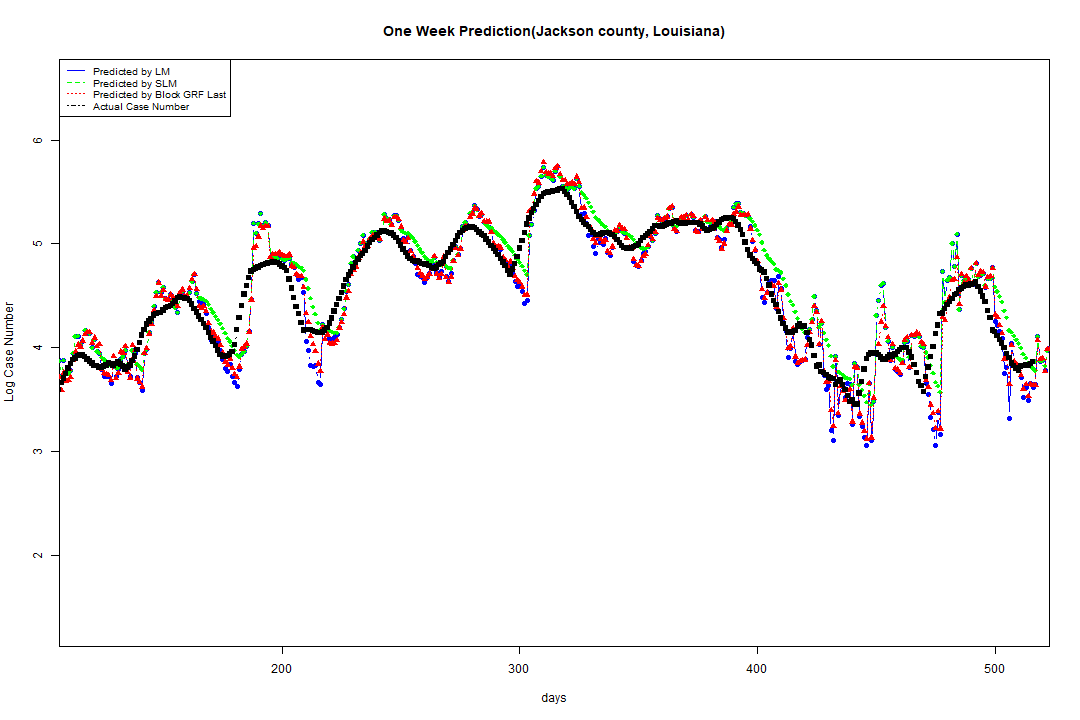 One Week Prediction(Jackson county, Louisiana)
Predicted by LM
Predicted by SLM
Predicted by Block GRF Last
Actual Case Number
6
5
4
3
2
Log Case Number
200 300 400 500
days